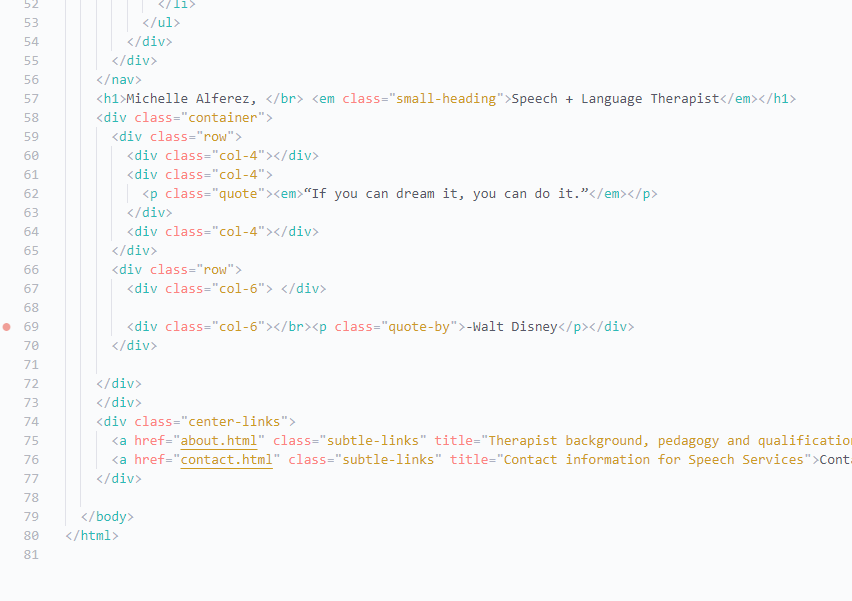 52 </li>
53 </ul>
54 </div>
55 </div>
56 </nav>
57 <h1>Michelle Alferez, </br> <em class="small-heading">Speech + Language Therapist</em></h1>
58 <div class="container">
59 <div class="row">
60 <div class="col-4"></div>
61 <div class="col-4">
62 <p class="quote"><em>“If you can dream it, you can do it.”</em></p>
63 </div>
64 <div class="col-4"></div>
65 </div>
66 <div class="row">
67 <div class="col-6"> </div>
68
69 <div class="col-6"></br><p class="quote-by">-Walt Disney</p></div>
70 </div>
71
72 </div>
73 </div>
74 <div class="center-links">
75 <a href="about.html" class="subtle-links" title="Therapist background, pedagogy and qualificatio
76 <a href="contact.html" class="subtle-links" title="Contact information for Speech Services">Cont
77 </div>
78
79 </body>
80 </html>
81